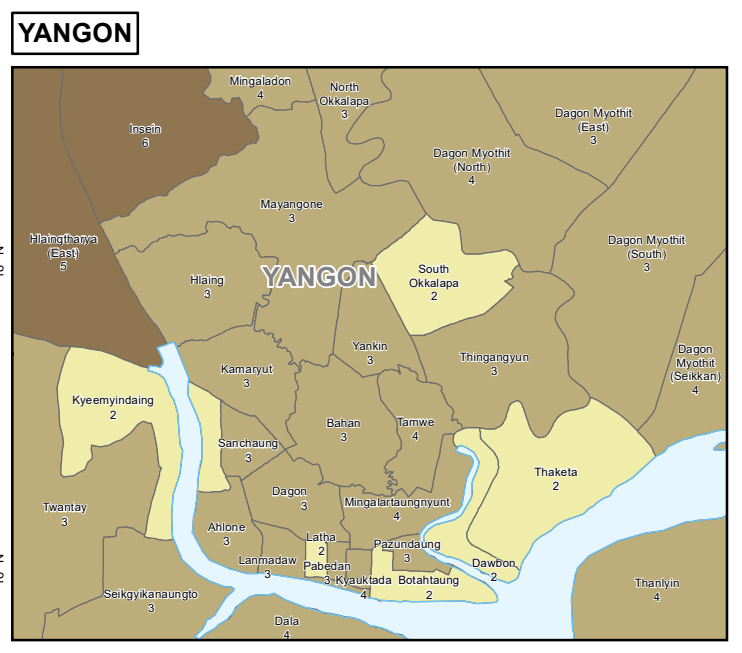 YANGON
Mingaladon
4
North
Okkalapa
3
Insein
6
Dagon Myothit
(East)
3
Dagon Myothit
(North)
4
Mayangone
3
Hlaingtharya
(East)
5
Dagon Myothit
(South)
3
Hlaing
3
YANGON
South
Okkalapa
2
Yankin
3
Thingangyun
3
Dagon
Myothit
(Seikkan)
4
Kamaryut
3
Kyeemyindaing
2
Bahan
3
Tamwe
4
Sanchaung
3
Thaketa
2
Dagon
3
Mingalartaungnyunt
4
Twantay
3
Ahlone
3
Latha
2
Pazundaung
3
Lanmadaw
3
Pabedan
3
Kyauktada
4
Botahtaung
2
Dawbon
2
Seikgyikanaungto
3
Thanlyin
4
Dala
4